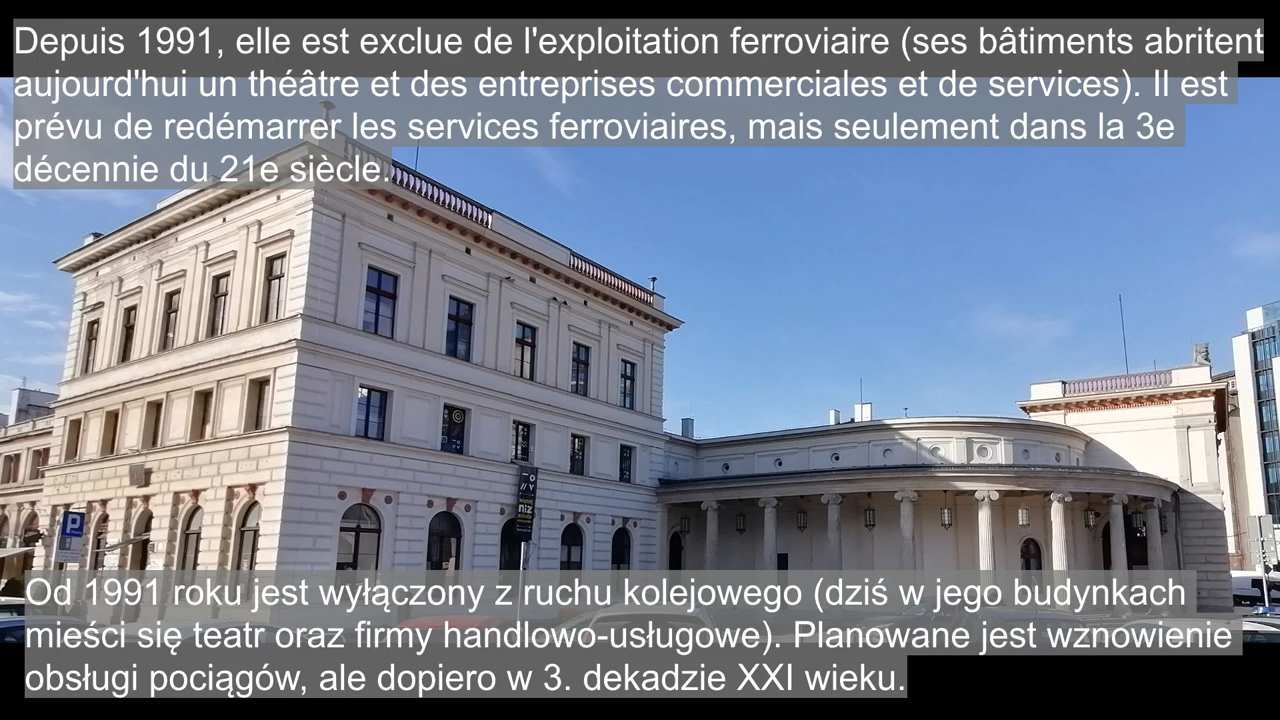 Depuis 1991, elle est exclue de l'exploitation ferroviaire (ses bâtiments abritent
aujourd'hui un théâtre et des entreprises commerciales et de services). Il est
prévu de redémarrer les services ferroviaires, mais seulement dans la 3e
décennie du 21e siècle.
P
Od 1991 roku jest wyłączony z ruchu kolejowego (dziś w jego budynkach
mieści się teatr oraz firmy handlowo-usługowe). Planowane jest wznowienie
obsługi pociągów, ale dopiero w 3. dekadzie XXI wieku.